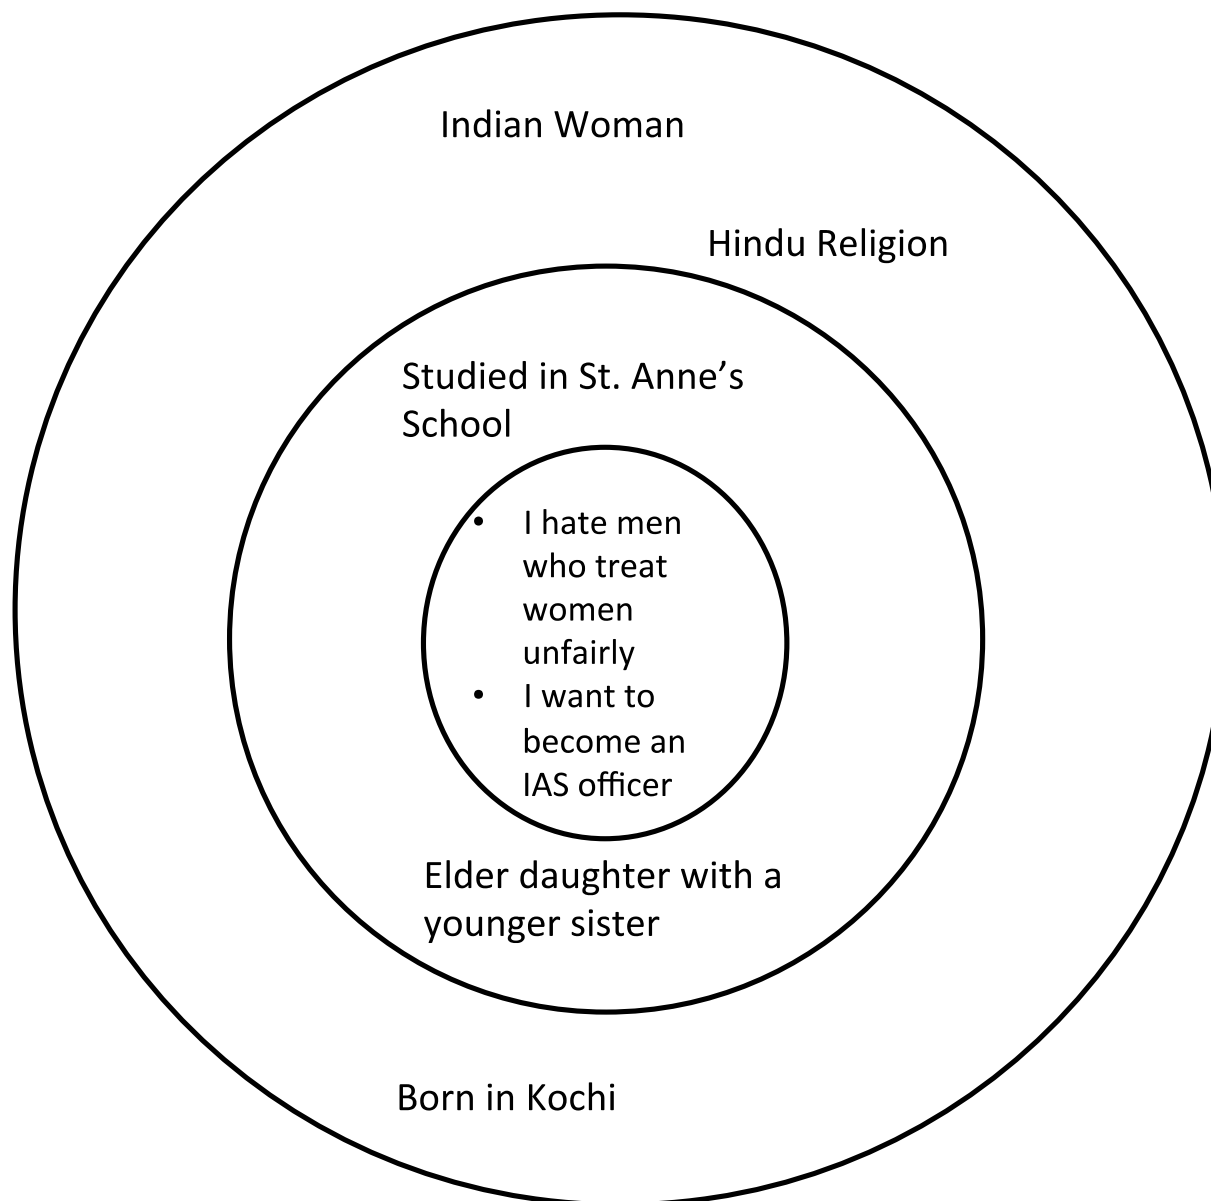 Indian Woman
Hindu Religion
Studied in St. Anne’s
School
• I hate men
who treat
women
unfairly
• I want to
become an
IAS officer
Elder daughter with a
younger sister
Born in Kochi